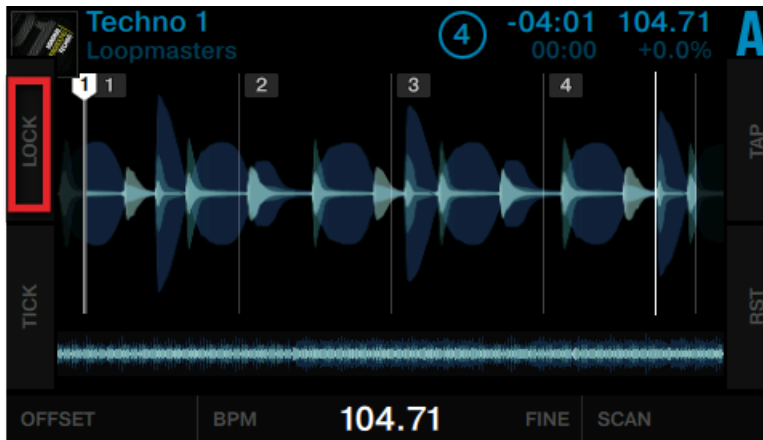 Techno 1
Loopmasters
4
-04:01
00:00
104.71
+0.0%
A
LOCK
TICK
1
1
2
3
4
TAP
RST
OFFSET
BPM
104.71
FINE
SCAN